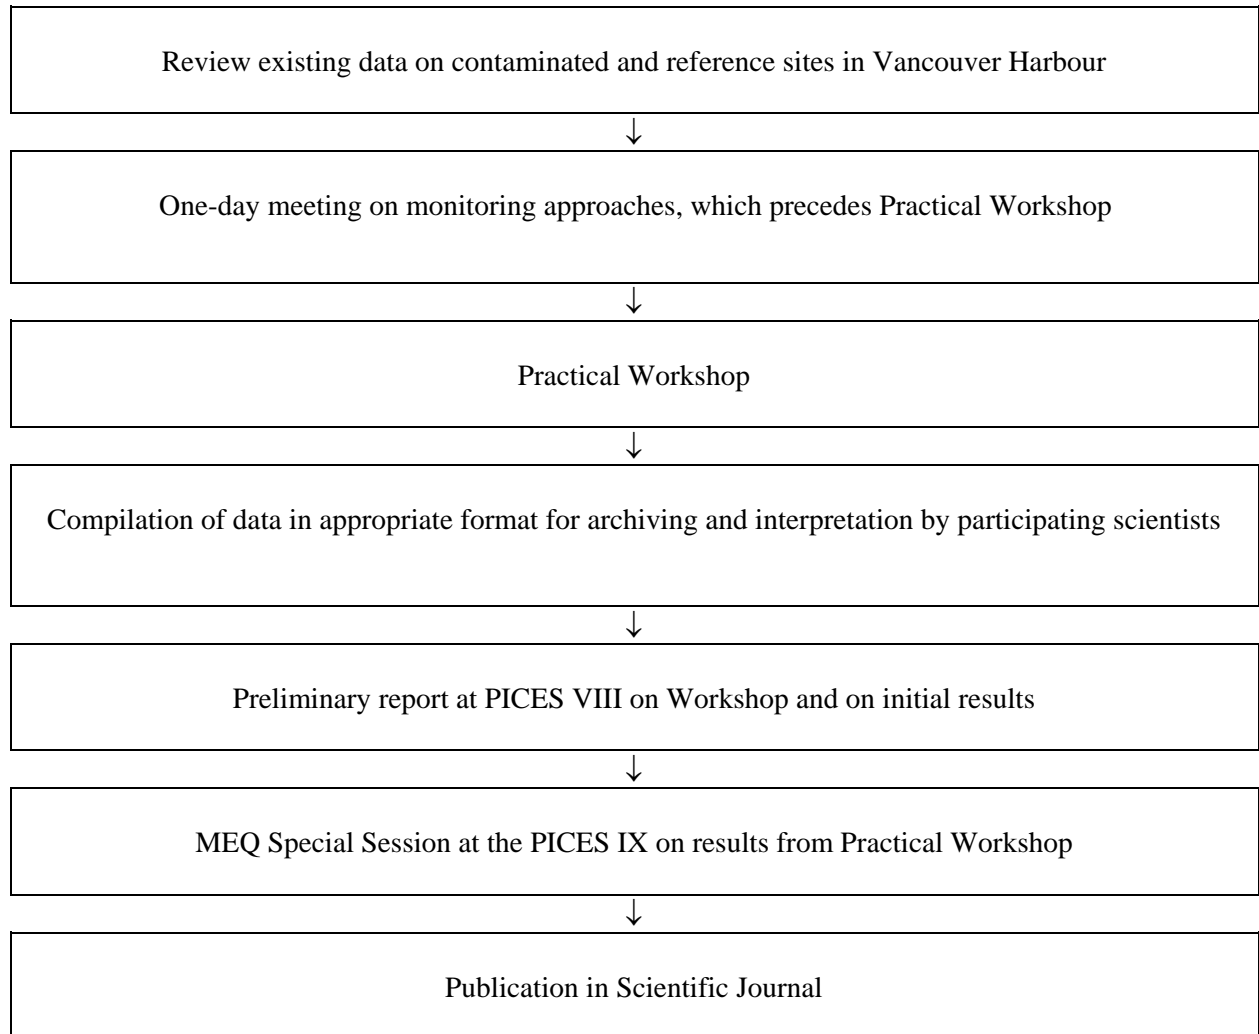 Review existing data on contaminated and reference sites in Vancouver Harbour
↓
One-day meeting on monitoring approaches, which precedes Practical Workshop
↓
Practical Workshop
↓
Compilation of data in appropriate format for archiving and interpretation by participating scientists
↓
Preliminary report at PICES VIII on Workshop and on initial results
↓
MEQ Special Session at the PICES IX on results from Practical Workshop
↓
Publication in Scientific Journal